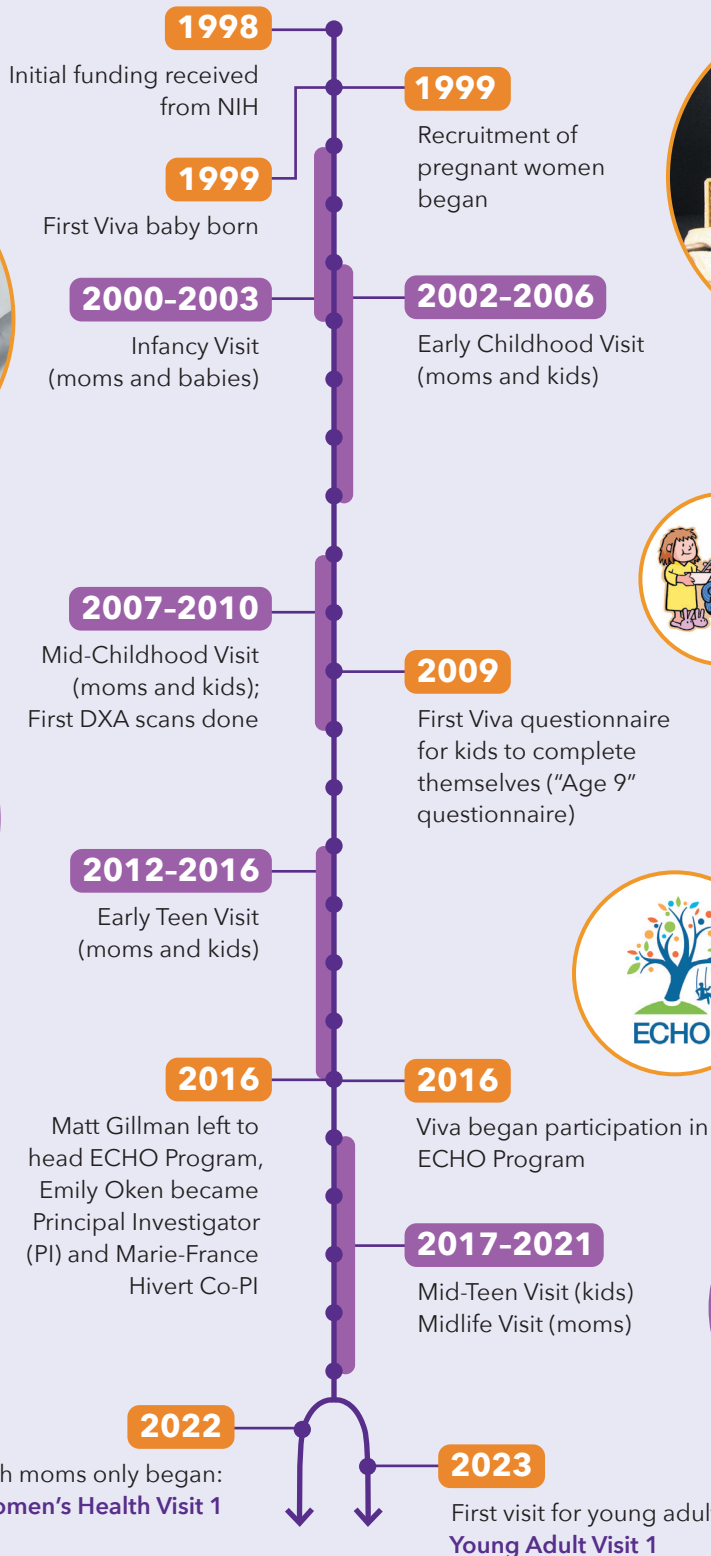 1998
Initial funding received
from NIH
1999
Recruitment of
pregnant women
began
1999
First Viva baby born
2000–2003
Infancy Visit
(moms and babies)
2002–2006
Early Childhood Visit
(moms and kids)
2007–2010
Mid-Childhood Visit
(moms and kids);
First DXA scans done
2009
First Viva questionnaire
for kids to complete
themselves (“Age 9”
questionnaire)
2012–2016
Early Teen Visit
(moms and kids)
ECHO
2016
Matt Gillman left to
head ECHO Program,
Emily Oken became
Principal Investigator
(PI) and Marie-France
Hivert Co-PI
2016
Viva began participation in
ECHO Program
2017–2021
Mid-Teen Visit (kids)
Midlife Visit (moms)
2022
moms only began:
Health Visit 1
2023
First visit for young
Young Adult Visit 1